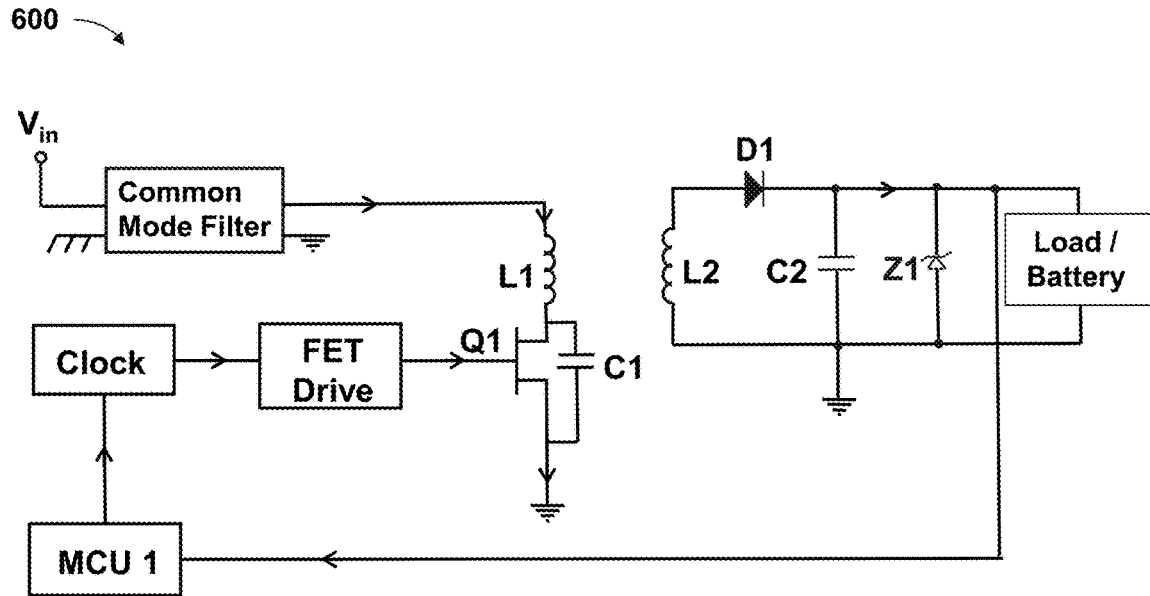 600
V_in
Common
Mode Filter
D1
L1
L2
C2
Z1
Load /
Battery
Clock
FET
Drive
Q1
C1
MCU 1